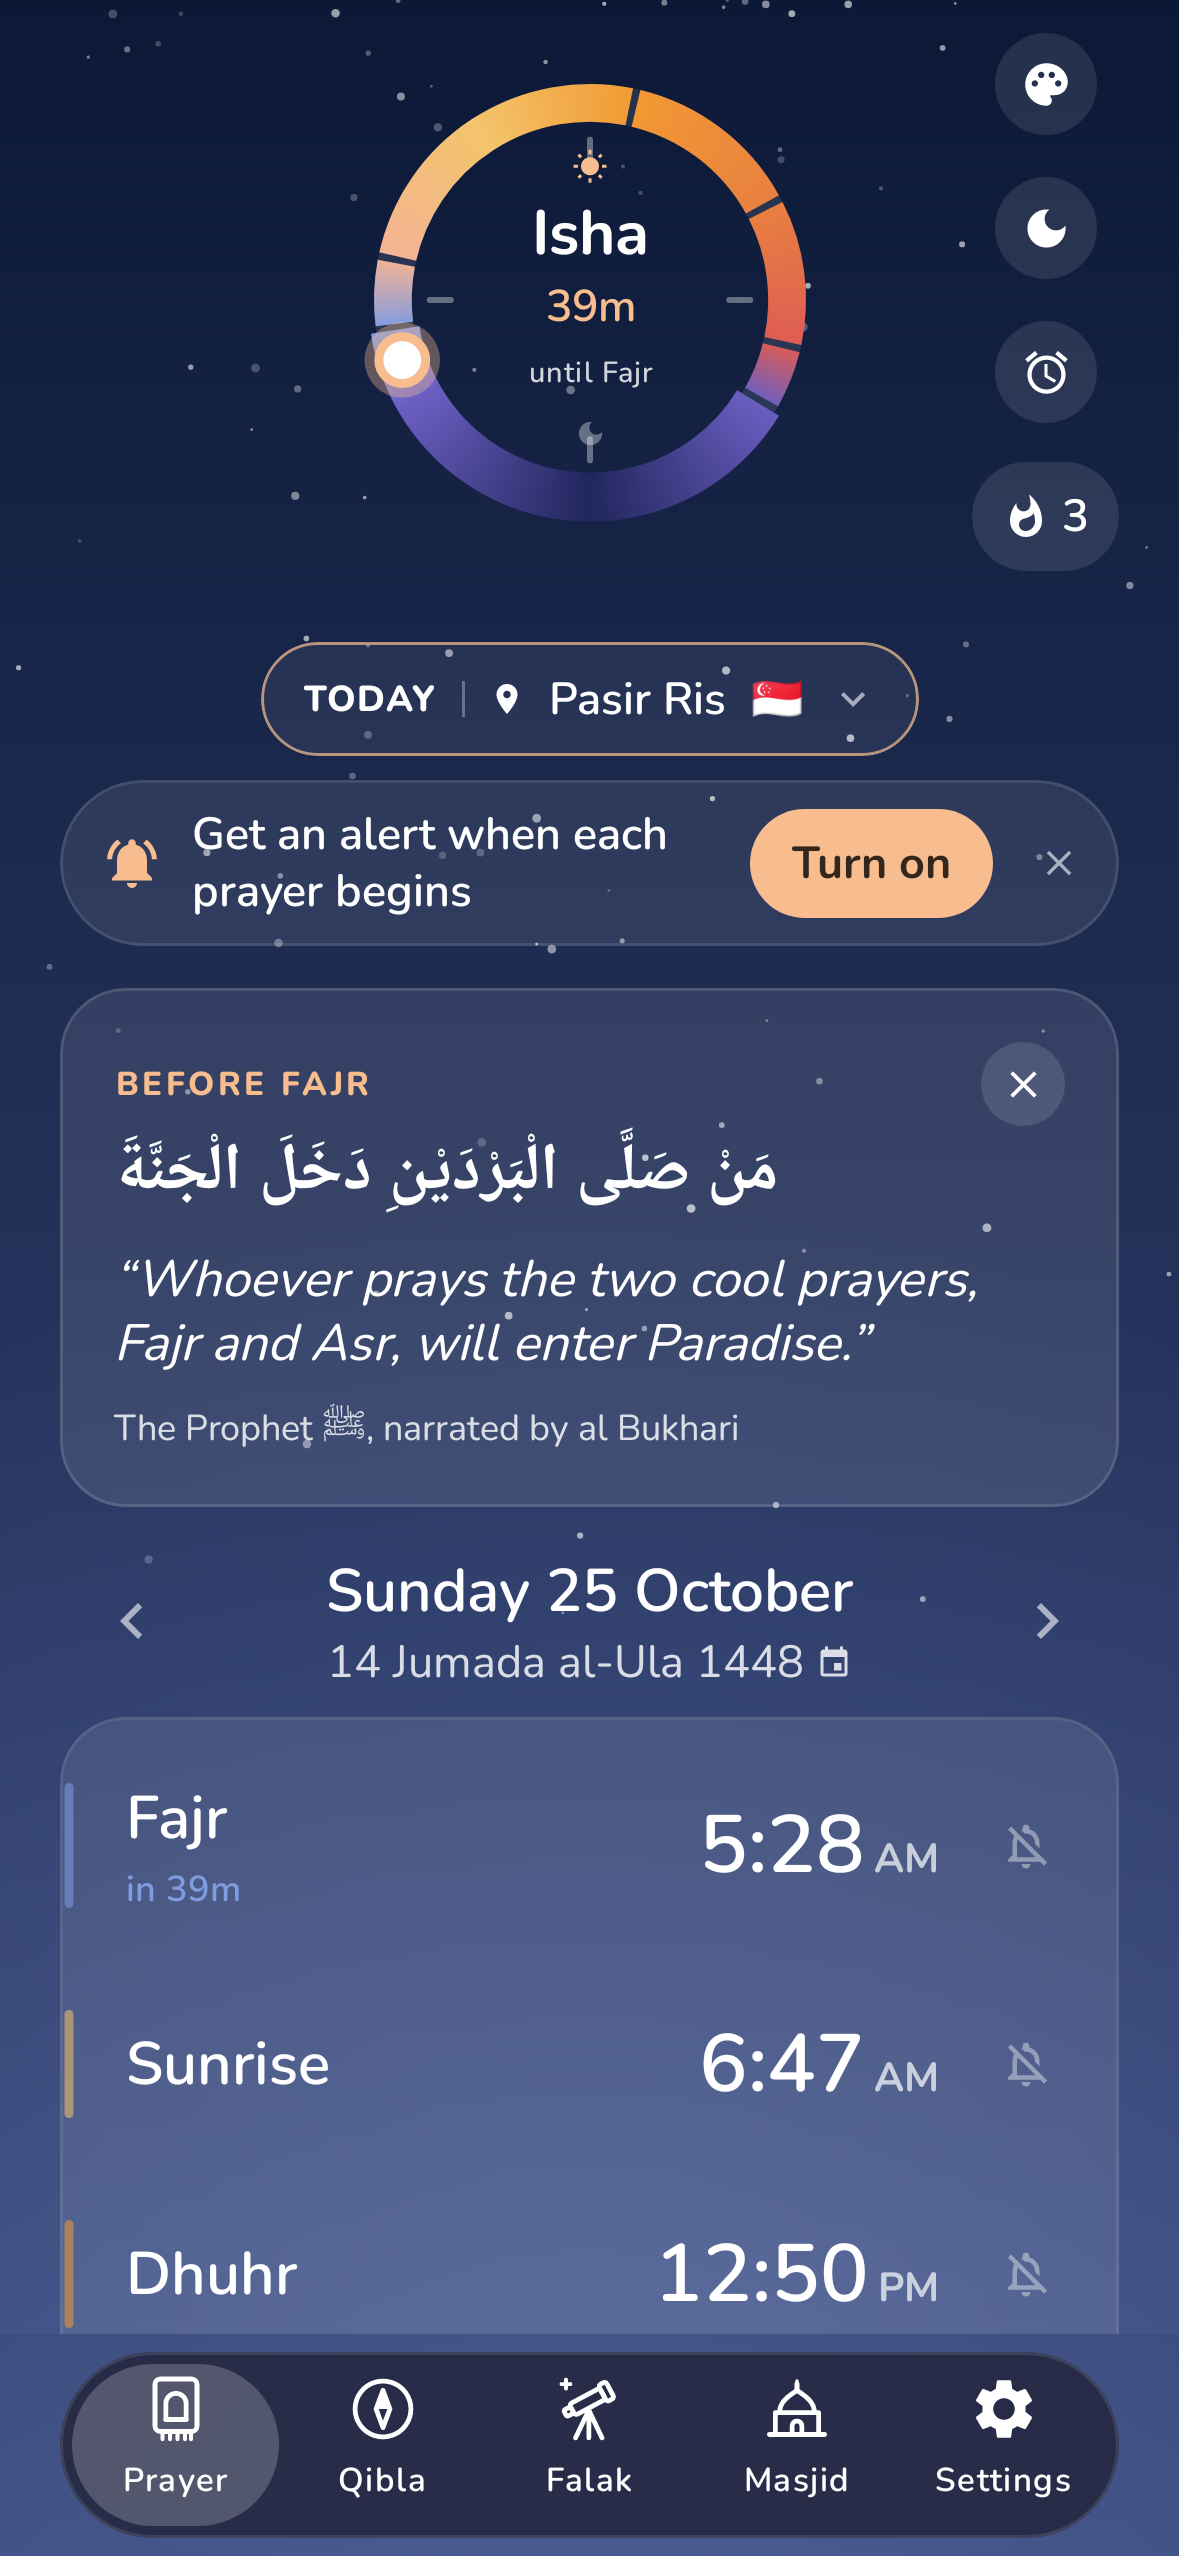 Isha
39m
until Fajr
3
TODAY Pasir Ris 🇸🇬
Get an alert when each
prayer begins
Turn on
BEFORE FAJR
مَنْ صَلَّى الْبَرْدَيْنِ دَخَلَ الْجَنَّةَ
“Whoever prays the two cool prayers,
Fajr and Asr, will enter Paradise.”
The Prophet ﷺ, narrated by al Bukhari
Sunday 25 October
14 Jumada al-Ula 1448
Fajr
5:28 AM
in 39m
Sunrise
6:47 AM
Dhuhr
12:50 PM
Prayer
Qibla
Falak
Masjid
Settings